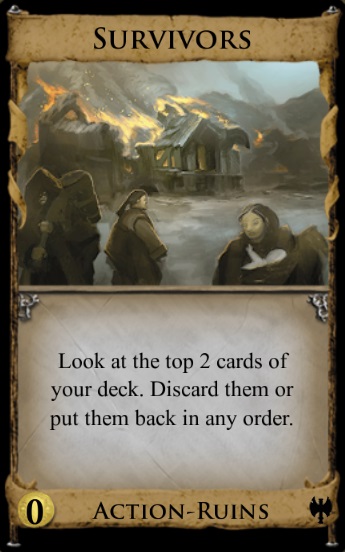 Survivors
Look at the top 2 cards of
your deck. Discard them or
put them back in any order.
0
Action-Ruins